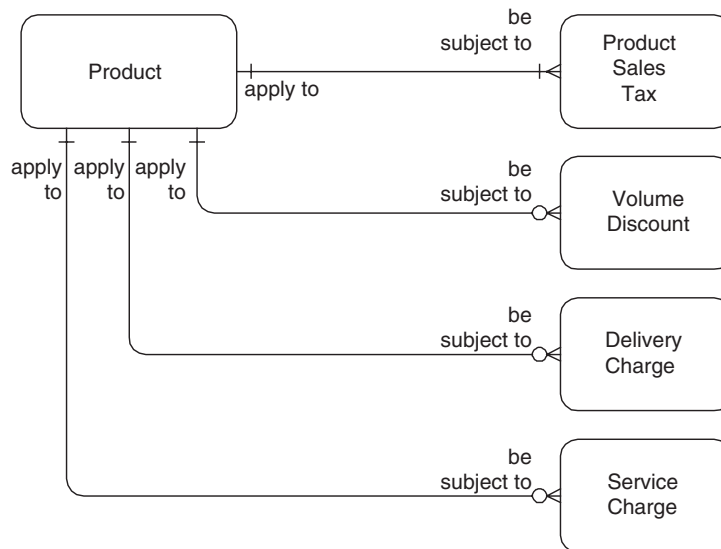 be
subject to
Product
Sales
Tax
Product
apply to
apply
to
apply
to
apply
to
be
subject to
Volume
Discount
be
subject to
Delivery
Charge
be
subject to
Service
Charge